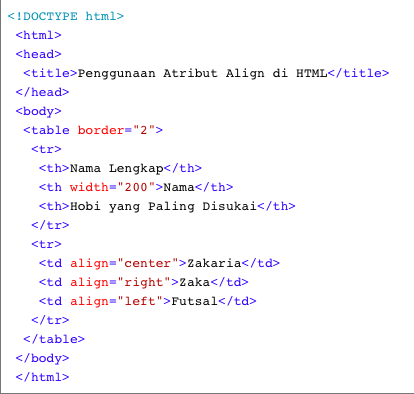 <!DOCTYPE html>
<html>
<head>
<title>Penggunaan Atribut Align di HTML</title>
</head>
<body>
<table border="2">
<tr>
<th>Nama Lengkap</th>
<th width="200">Nama</th>
<th>Hobi yang Paling Disukai</th>
</tr>
<tr>
<td align="center">Zakaria</td>
<td align="right">Zaka</td>
<td align="left">Futsal</td>
</tr>
</table>
</body>
</html>